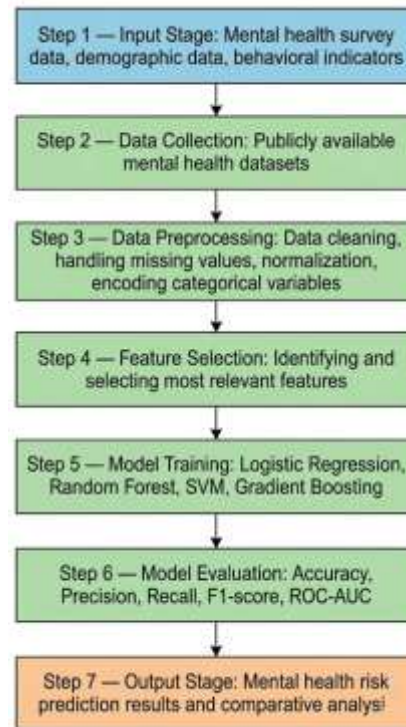 Step 1 — Input Stage: Mental health survey
data, demographic data, behavioral indicators
Step 2 — Data Collection: Publicly available
mental health datasets
Step 3 — Data Preprocessing: Data cleaning,
handling missing values, normalization,
encoding categorical variables
Step 4 — Feature Selection: Identifying and
selecting most relevant features
Step 5 — Model Training: Logistic Regression,
Random Forest, SVM, Gradient Boosting
Step 6 — Model Evaluation: Accuracy,
Precision, Recall, F1-score, ROC-AUC
Step 7 — Output Stage: Mental health risk
prediction results and comparative analysi